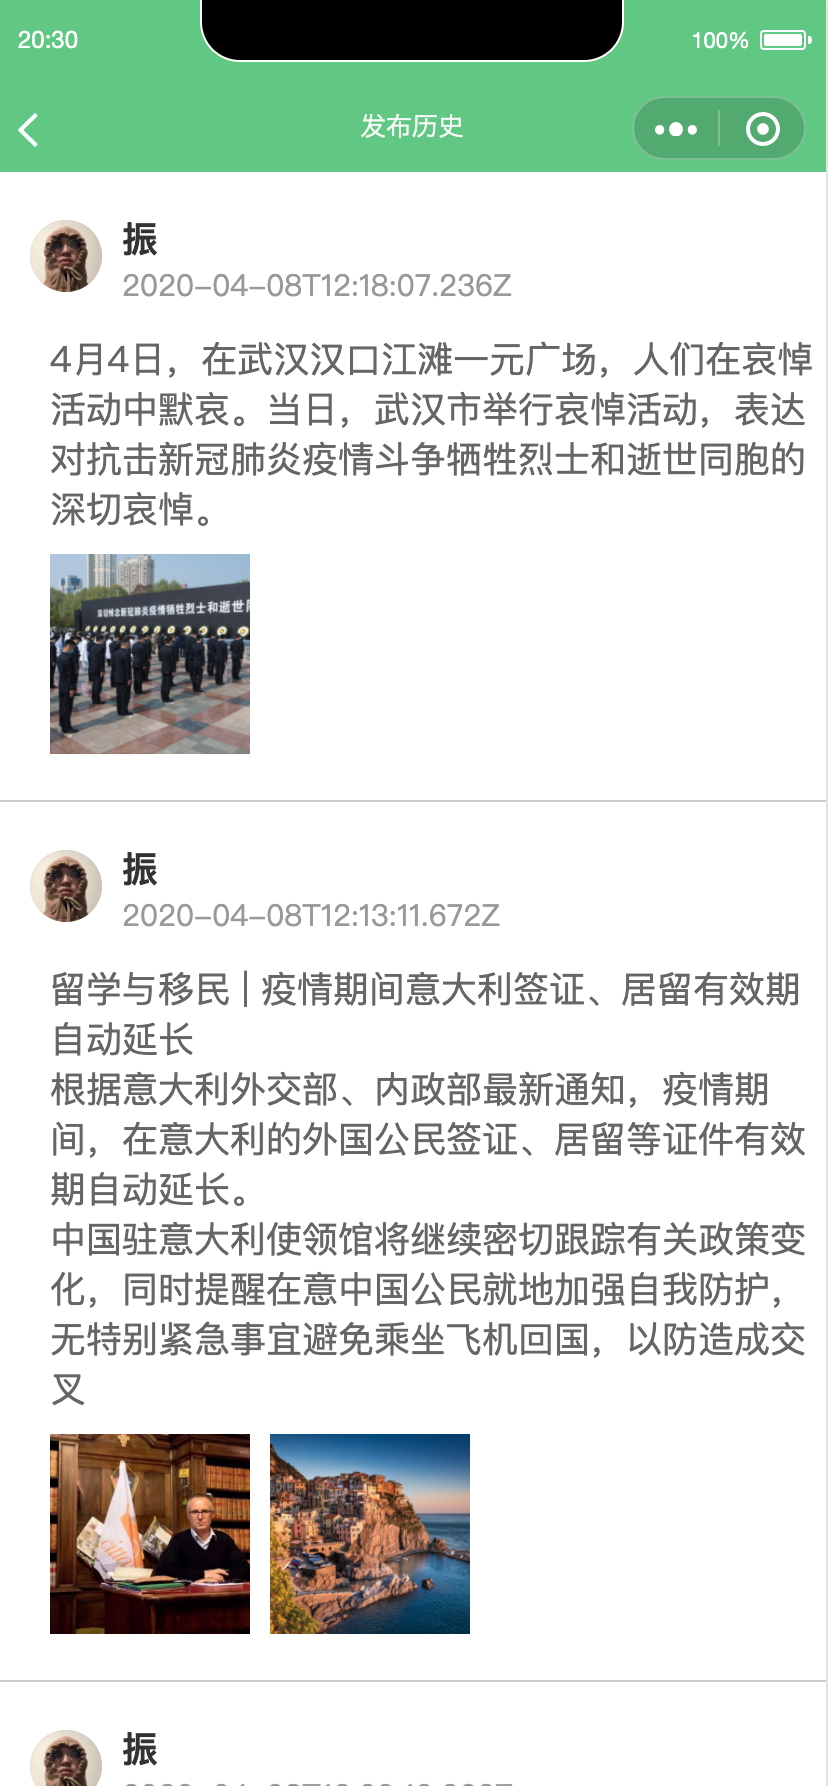 20:30
100%
发布历史
振
2020-04-08T12:18:07.236Z
4月4日，在武汉汉口江滩一元广场，人们在哀悼
活动中默哀。当日，武汉市举行哀悼活动，表达
对抗击新冠肺炎疫情斗争牺牲烈士和逝世同胞的
深切哀悼。
深切悼念新冠肺炎疫情牺牲烈士和逝世同
振
2020-04-08T12:13:11.672Z
留学与移民 | 疫情期间意大利签证、居留有效期
自动延长
根据意大利外交部、内政部最新通知，疫情期
间，在意大利的外国公民签证、居留等证件有效
期自动延长。
中国驻意大利使领馆将继续密切跟踪有关政策变
化，同时提醒在意中国公民就地加强自我防护，
无特别紧急事宜避免乘坐飞机回国，以防造成交
叉
振